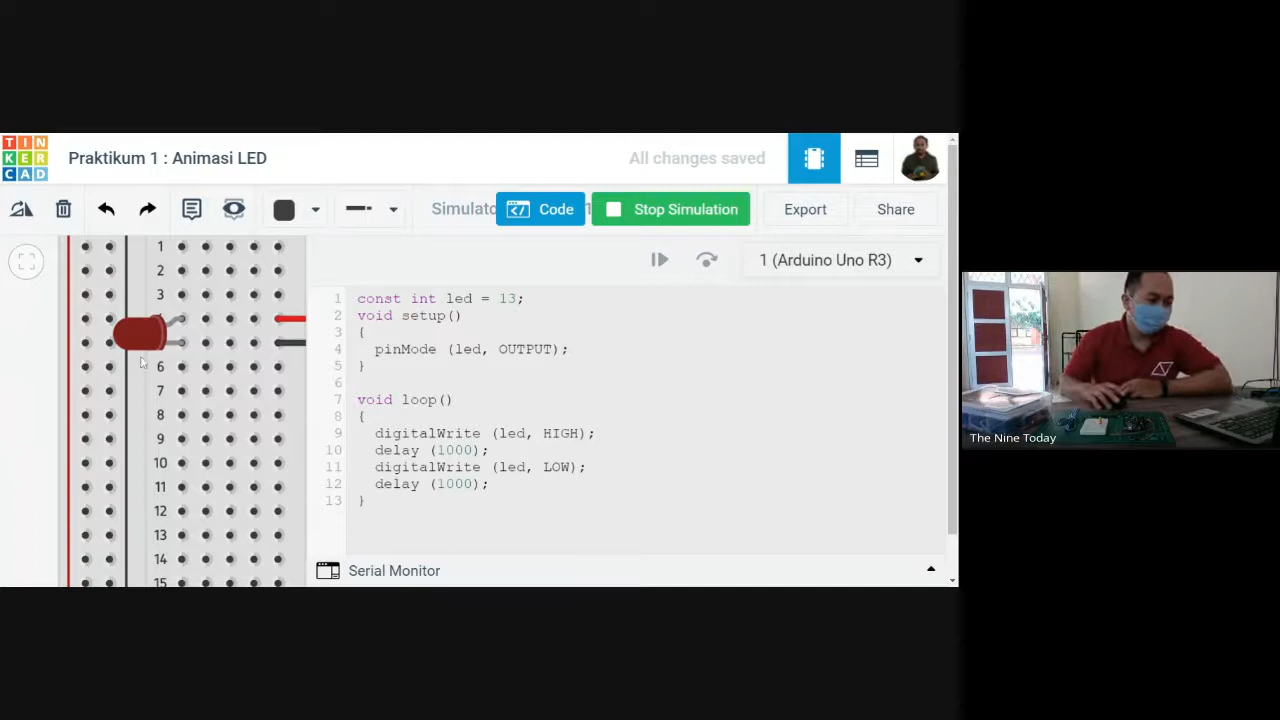 TIN
KER
CAD
Praktikum 1 : Animasi LED
All changes saved
Simulato
Code
1
Stop Simulation
Export
Share
1 (Arduino Uno R3)
1
2
3
6
7
8
9
10
11
12
13
14
15
1 const int led = 13;
2 void setup()
3 {
4 pinMode (led, OUTPUT);
5 }
6
7 void loop()
8 {
9 digitalWrite (led, HIGH);
10 delay (1000);
11 digitalWrite (led, LOW);
12 delay (1000);
13 }
Serial Monitor
The Nine Today